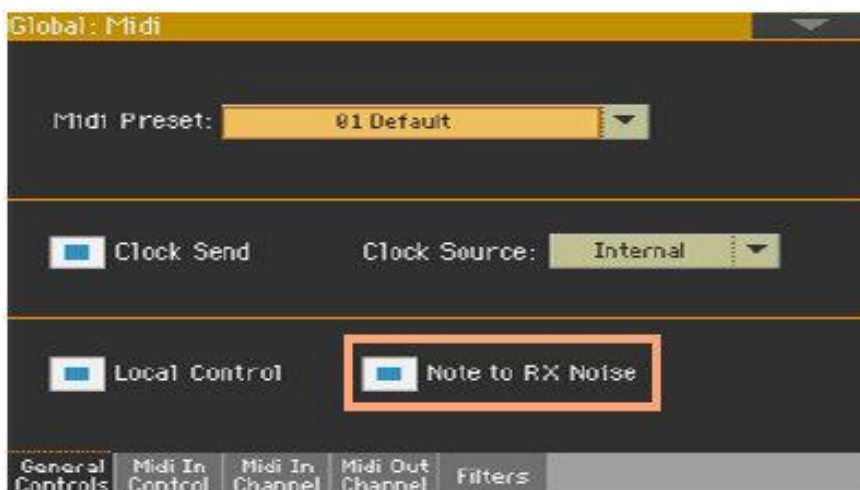 Global: Midi
Midi Preset: 01 Default
Clock Send Clock Source: Internal
Local Control Note to RX Noise
General Controls Midi In Control Midi In Channel Midi Out Channel Filters